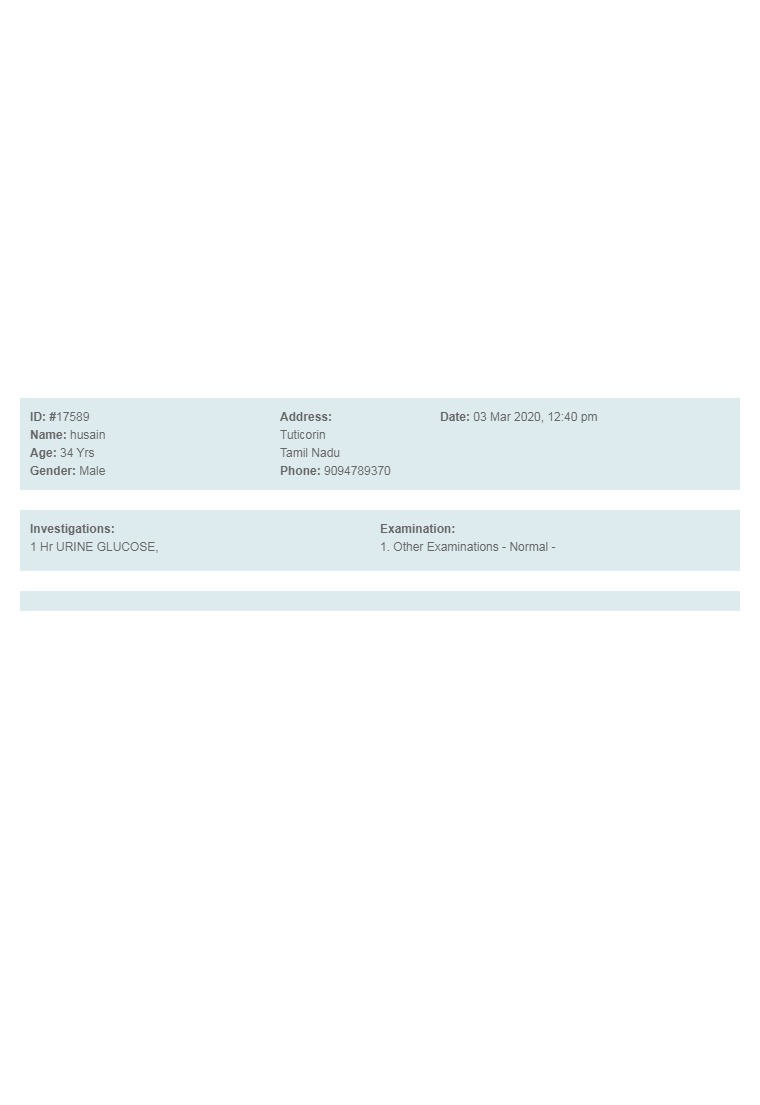 ID: #17589
Name: husain
Age: 34 Yrs
Gender: Male
Address:
Tuticorin
Tamil Nadu
Phone: 9094789370
Date: 03 Mar 2020, 12:40 pm
Investigations:
1 Hr URINE GLUCOSE,
Examination:
1. Other Examinations - Normal -